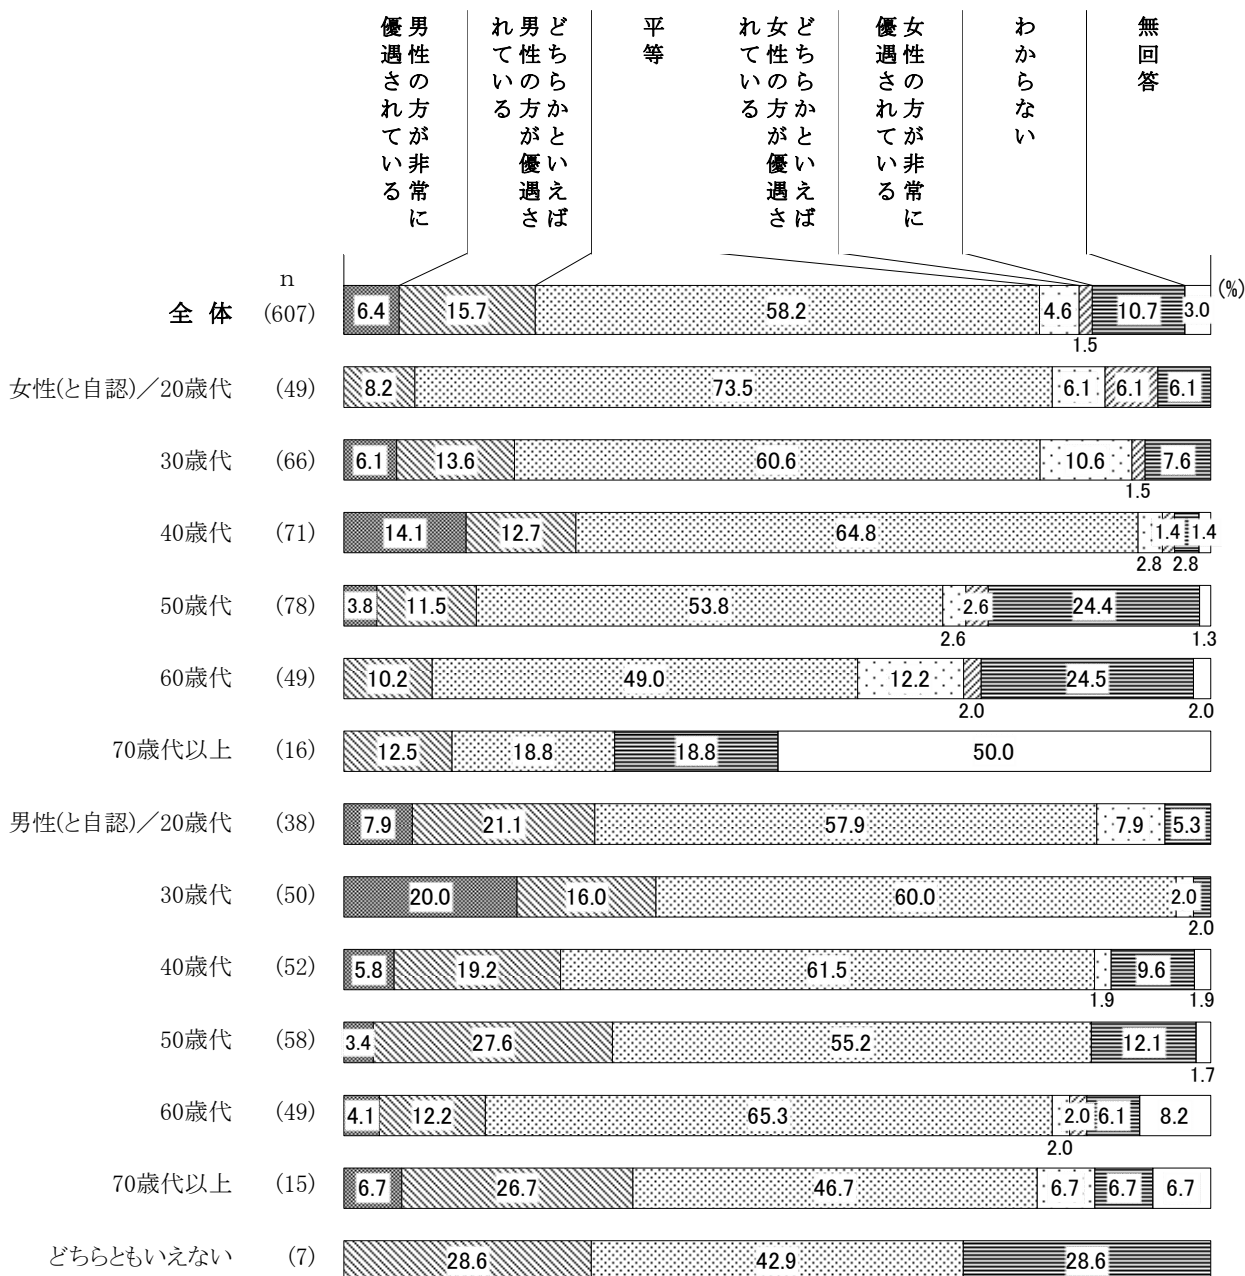 男性の方が非常に
優遇されている
どちらかといえば
男性の方が優遇さ
れている
平等
どちらかといえば
女性の方が優遇さ
れている
女性の方が非常に
優遇されている
わからない
無回答
n
(%)
全 体 (607) 6.4 15.7 58.2 4.6 1.5 10.7 3.0
女性(と自認)／20歳代 (49) 8.2 73.5 6.1 6.1 6.1
30歳代 (66) 6.1 13.6 60.6 10.6 1.5 7.6
40歳代 (71) 14.1 12.7 64.8 2.8 1.4 2.8 1.4
50歳代 (78) 3.8 11.5 53.8 2.6 2.6 24.4 1.3
60歳代 (49) 10.2 49.0 12.2 2.0 24.5 2.0
70歳代以上 (16) 12.5 18.8 18.8 50.0
男性(と自認)／20歳代 (38) 7.9 21.1 57.9 7.9 5.3
30歳代 (50) 20.0 16.0 60.0 2.0 2.0
40歳代 (52) 5.8 19.2 61.5 1.9 9.6 1.9
50歳代 (58) 3.4 27.6 55.2 12.1 1.7
60歳代 (49) 4.1 12.2 65.3 2.0 2.0 6.1 8.2
70歳代以上 (15) 6.7 26.7 46.7 6.7 6.7 6.7
どちらともいえない (7) 28.6 42.9 28.6